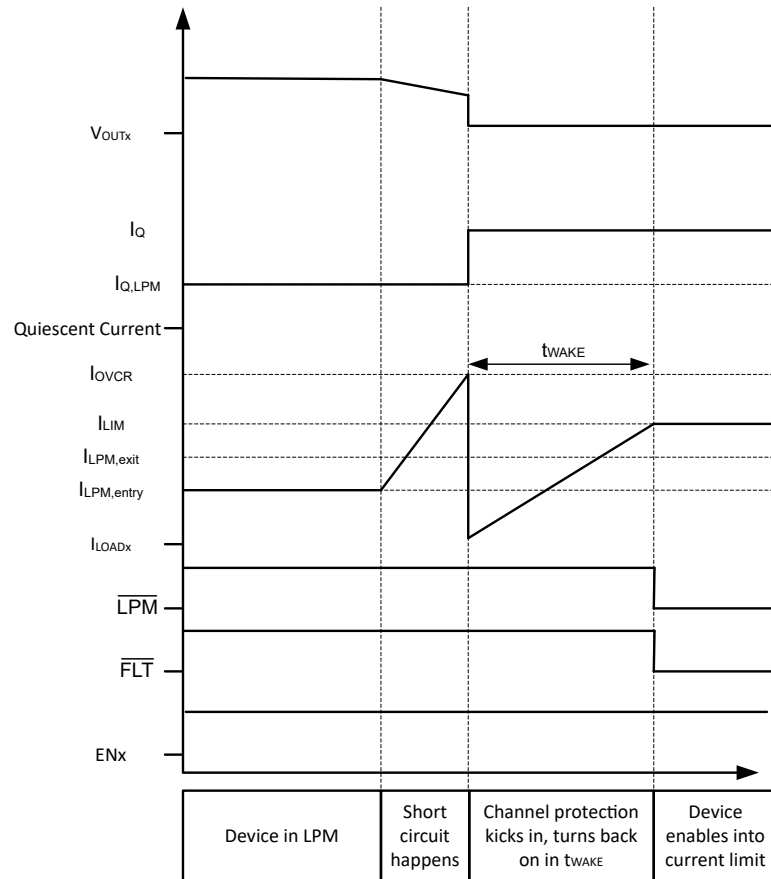 VOUTx
IQ
IQ,LPM
Quiescent Current
tWAKE
IOVCR
ILIM
ILPM,exit
ILPM,entry
ILOADx
LPM
FLT
ENx
Device in LPM
Short
circuit
happens
Channel protection
kicks in, turns back
on in tWAKE
Device
enables into
current limit